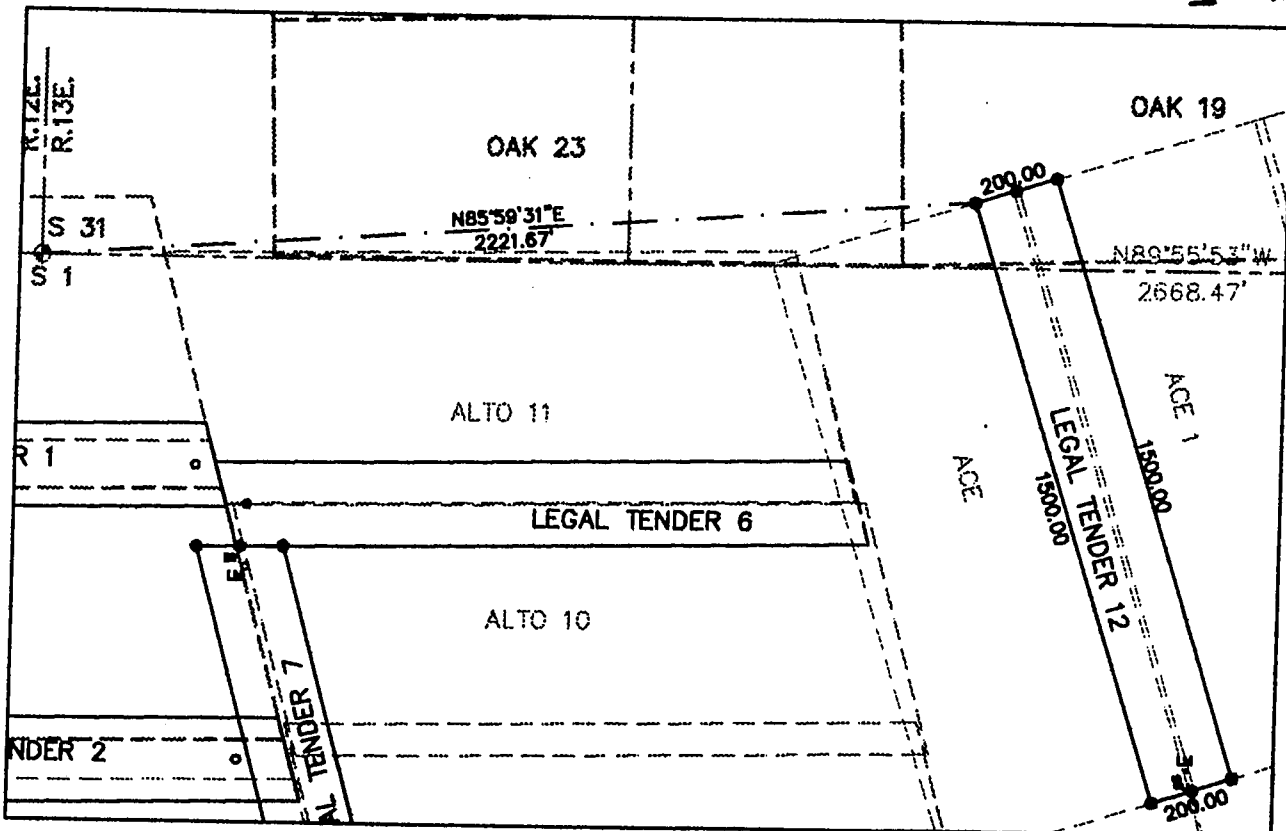 R.12E.
R.13E.
OAK 23
OAK 19
S 31
S 1
N85°59'31"E
2221.67'
200.00
N89°55'53"W
2668.47'
ALTO 11
ACE
ACE 1
R 1
LEGAL TENDER 6
LEGAL TENDER 12
1500.00
1500.00
ALTO 10
AL TENDER 7
NDER 2
200.00